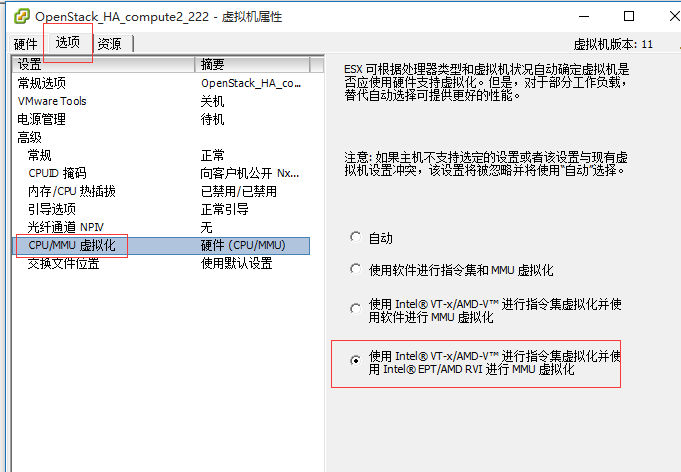 OpenStack_HA_compute2_222 - 虚拟机属性
硬件 选项 资源 虚拟机版本: 11
设置 摘要
常规选项 OpenStack_HA_co...
VMware Tools 关机
电源管理 待机
高级
常规 正常
CPUID 掩码 向客户机公开 Nx...
内存/CPU 热插拔 已禁用/已禁用
引导选项 正常引导
光纤通道 NPIV 无
CPU/MMU 虚拟化 硬件 (CPU/MMU)
交换文件位置 使用默认设置
ESX 可根据处理器类型和虚拟机状况自动确定虚拟机是
否应使用硬件支持虚拟化。但是，对于部分工作负载，
替代自动选择可提供更好的性能。
注意: 如果主机不支持选定的设置或者该设置与现有虚
拟机设置冲突，该设置将被忽略并将使用“自动”选择。
自动
使用软件进行指令集和 MMU 虚拟化
使用 Intel® VT-x/AMD-V™ 进行指令集虚拟化并使
用软件进行 MMU 虚拟化
使用 Intel® VT-x/AMD-V™ 进行指令集虚拟化并使
用 Intel® EPT/AMD RVI 进行 MMU 虚拟化